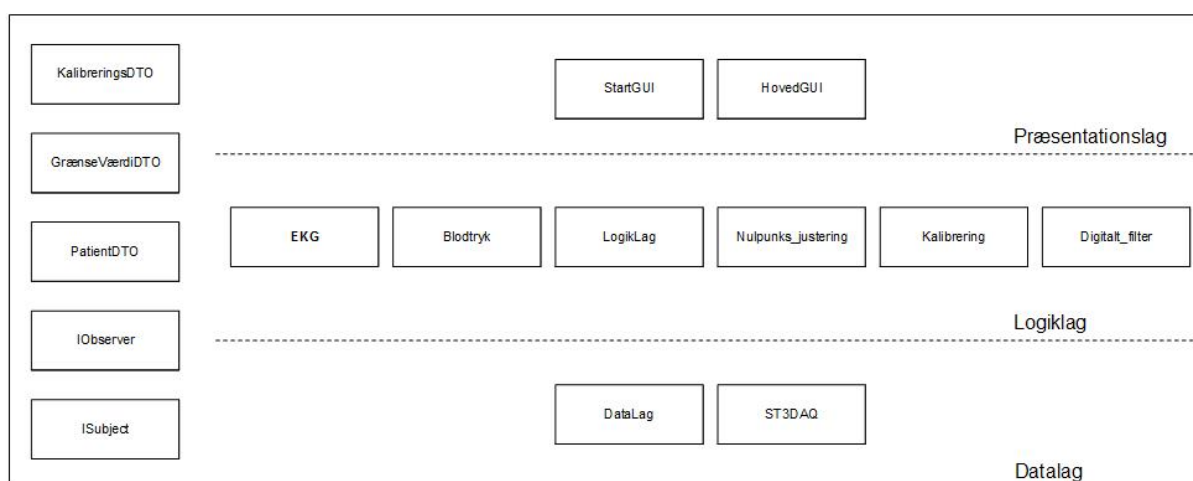 KalibreringsDTO
StartGUI
HovedGUI
Præsentationslag
GrænseVærdiDTO
EKG
Blodtryk
LogikLag
Nulpunks_justering
Kalibrering
Digitalt_filter
PatientDTO
IObserver
Logiklag
ISubject
DataLag
ST3DAQ
Datalag